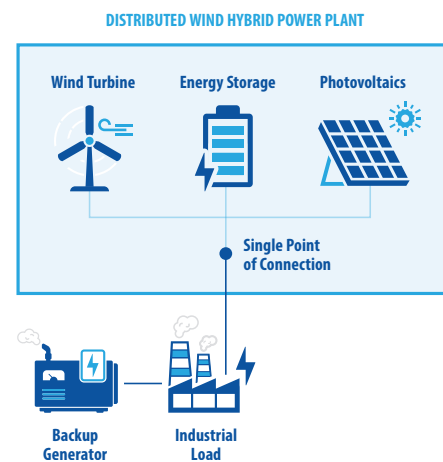 DISTRIBUTED WIND HYBRID POWER PLANT
Wind Turbine
Energy Storage
Photovoltaics
Single Point
of Connection
Backup
Generator
Industrial
Load